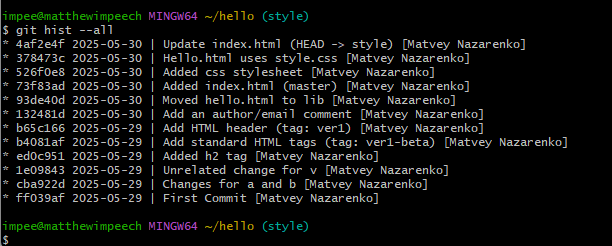 impee@matthewimpeech MINGW64 ~/hello (style)
$ git hist --all
* 4af2e4f 2025-05-30 | Update index.html (HEAD -> style) [Matvey Nazarenko]
* 378473c 2025-05-30 | Hello.html uses style.css [Matvey Nazarenko]
* 526f0e8 2025-05-30 | Added css stylesheet [Matvey Nazarenko]
* 73f83ad 2025-05-30 | Added index.html (master) [Matvey Nazarenko]
* 93de40d 2025-05-30 | Moved hello.html to lib [Matvey Nazarenko]
* 132481d 2025-05-30 | Add an author/email comment [Matvey Nazarenko]
* b65c166 2025-05-29 | Add HTML header (tag: ver1) [Matvey Nazarenko]
* b4081af 2025-05-29 | Add standard HTML tags (tag: ver1-beta) [Matvey Nazarenko]
* ed0c951 2025-05-29 | Added h2 tag [Matvey Nazarenko]
* 1e09843 2025-05-29 | Unrelated change for v [Matvey Nazarenko]
* cba922d 2025-05-29 | Changes for a and b [Matvey Nazarenko]
* ff039af 2025-05-29 | First Commit [Matvey Nazarenko]
impee@matthewimpeech MINGW64 ~/hello (style)
$